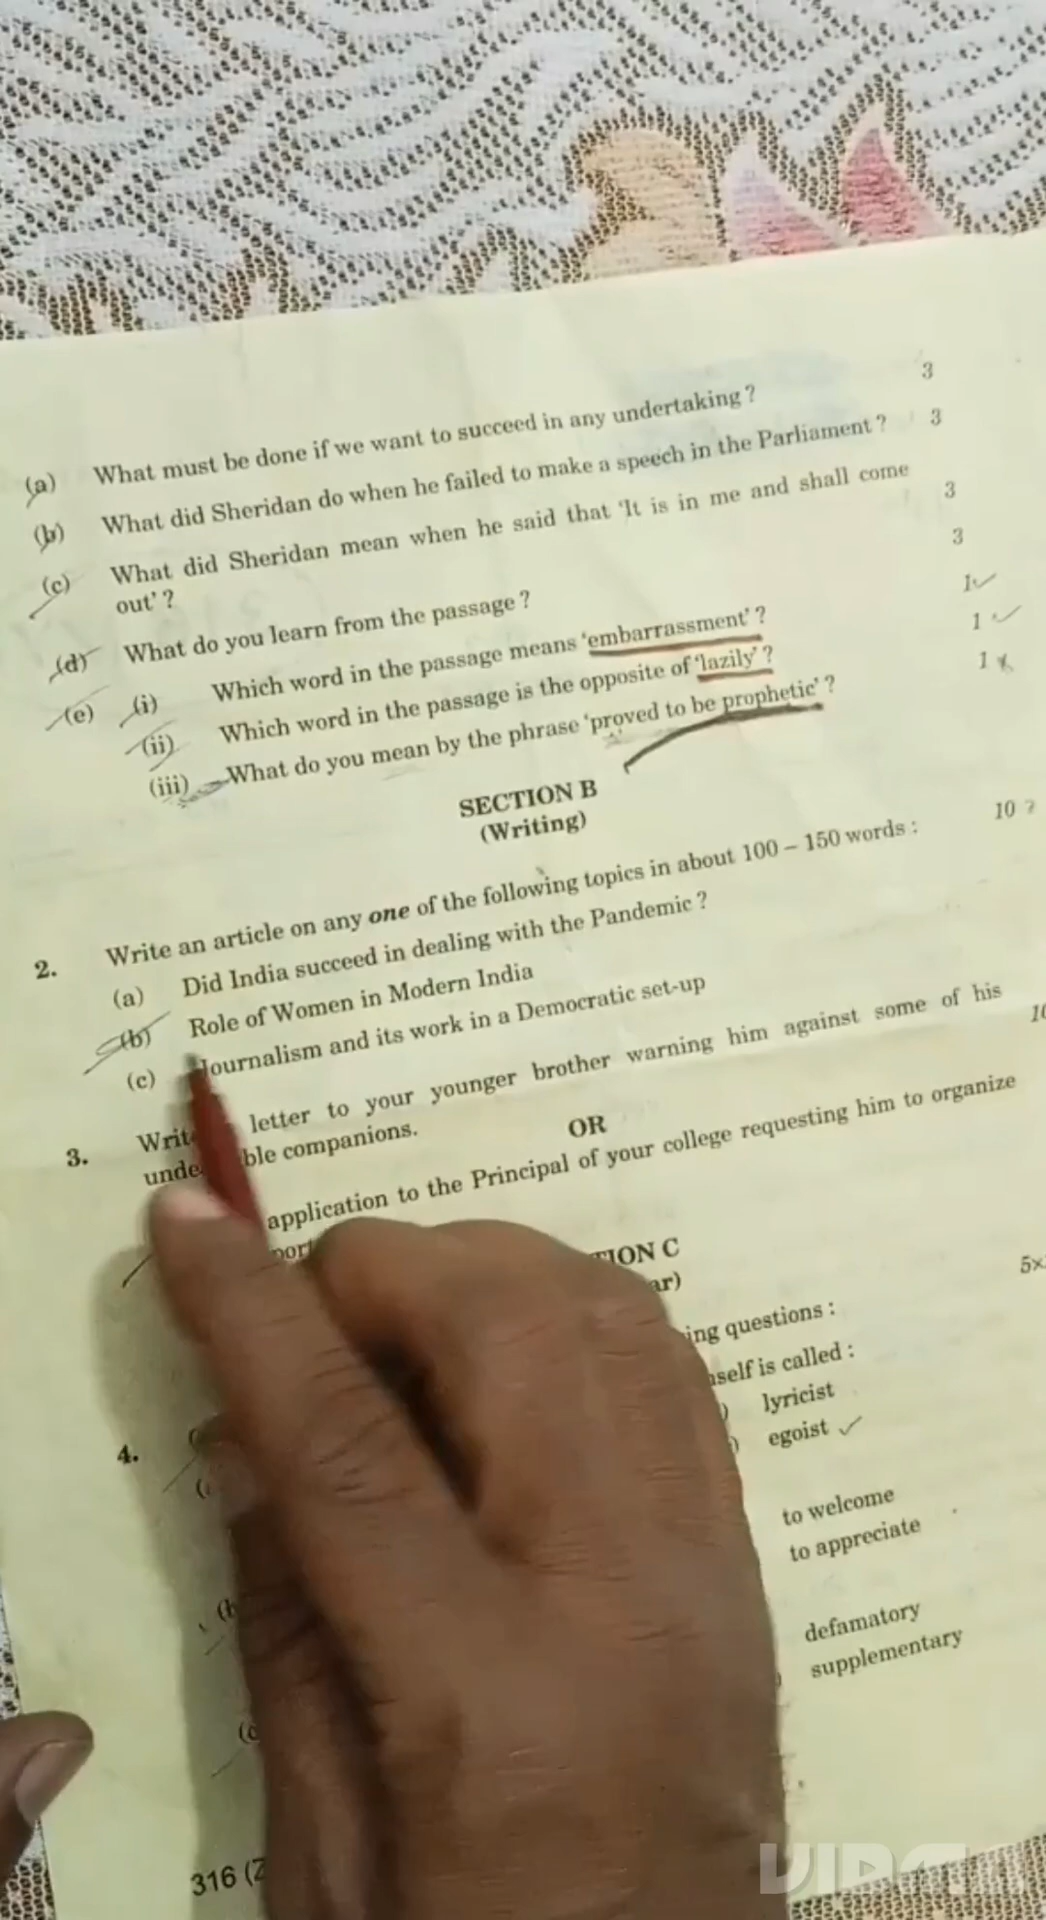 (a) What must be done if we want to succeed in any undertaking ? 3
(b) What did Sheridan do when he failed to make a speech in the Parliament ? 3
(c) What did Sheridan mean when he said that 'It is in me and shall come
out' ? 3
(d) What do you learn from the passage ? 3
(e) (i) Which word in the passage means 'embarrassment' ? 1
(ii) Which word in the passage is the opposite of 'lazily' ? 1
(iii) What do you mean by the phrase 'proved to be prophetic' ? 1
SECTION B
(Writing)
2. Write an article on any one of the following topics in about 100 – 150 words : 10
(a) Did India succeed in dealing with the Pandemic ?
(b) Role of Women in Modern India
(c) Journalism and its work in a Democratic set-up
3. letter to your younger brother warning him against some of his
companions.
OR
application to the Principal of your college requesting him to organize
C
questions :
is called :
lyricist
4. egoist
to welcome
to appreciate
defamatory
supplementary
316